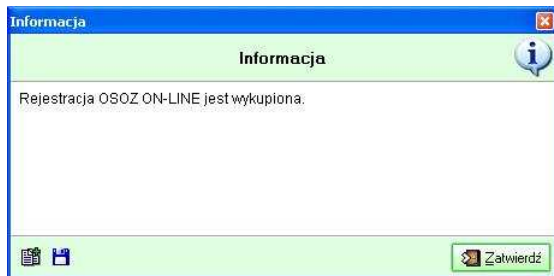 Informacja
Informacja
Rejestracja OSOZ ON-LINE jest wykupiona.
Zatwierdź